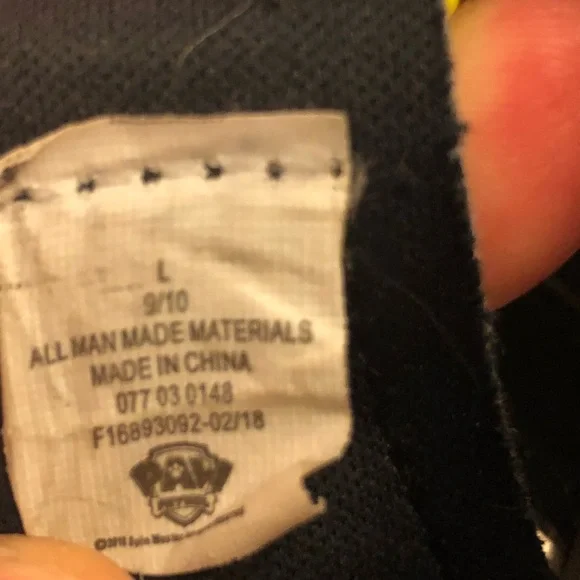 L
9/10
ALL MAN MADE MATERIALS
MADE IN CHINA
077 03 0148
F16893092-02/18
PAW